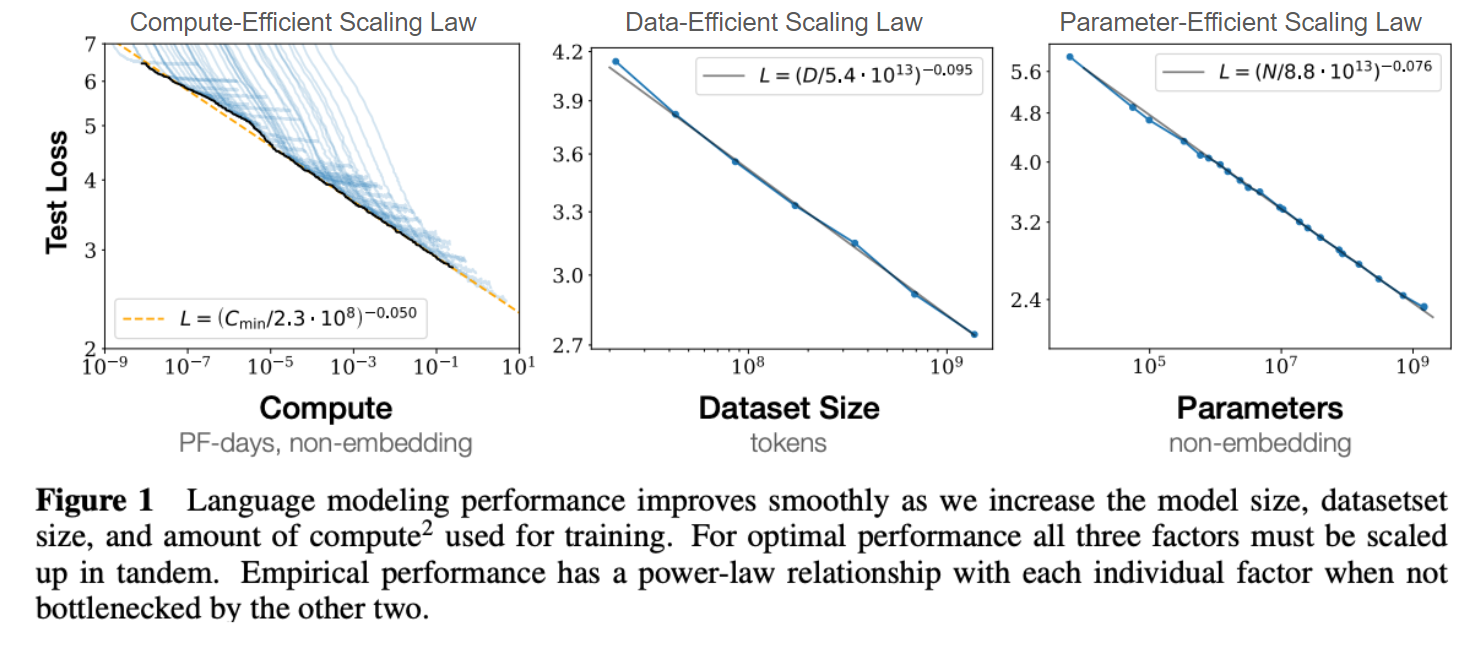 Compute-Efficient Scaling Law
Data-Efficient Scaling Law
Parameter-Efficient Scaling Law
Test Loss
7
6
5
4
3
2
L = (C_min/2.3 · 10^8)^−0.050
10^−9 10^−7 10^−5 10^−3 10^−1 10^1
Compute
PF-days, non-embedding
4.2
3.9
3.6
3.3
3.0
2.7
L = (D/5.4 · 10^13)^−0.095
10^8 10^9
Dataset Size
tokens
5.6
4.8
4.0
3.2
2.4
L = (N/8.8 · 10^13)^−0.076
10^5 10^7 10^9
Parameters
non-embedding
Figure 1 Language modeling performance improves smoothly as we increase the model size, datasetset
size, and amount of compute^2 used for training. For optimal performance all three factors must be scaled
up in tandem. Empirical performance has a power-law relationship with each individual factor when not
bottlenecked by the other two.